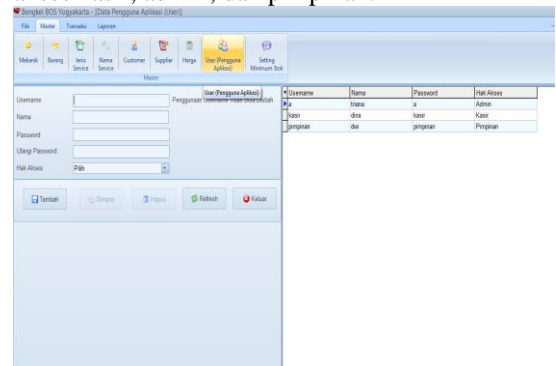 Bengkel BOS Yogyakarta - [Data Pengguna Aplikasi (User)]
File Master Transaksi Laporan
Mekanik Barang Jenis Service Nama Service Customer Supplier Harga User (Pengguna Aplikasi) Setting Minimum Stok
Master
User (Pengguna Aplikasi)
Username Penggunaan Username
Nama
Password
Ulangi Password
Hak Akses Pilih
Tambah Simpan Hapus Refresh Keluar
Username Nama Password Hak Akses
a triana a Admin
kasir dina kasir Kasir
pimpinan dwi pimpinan Pimpinan